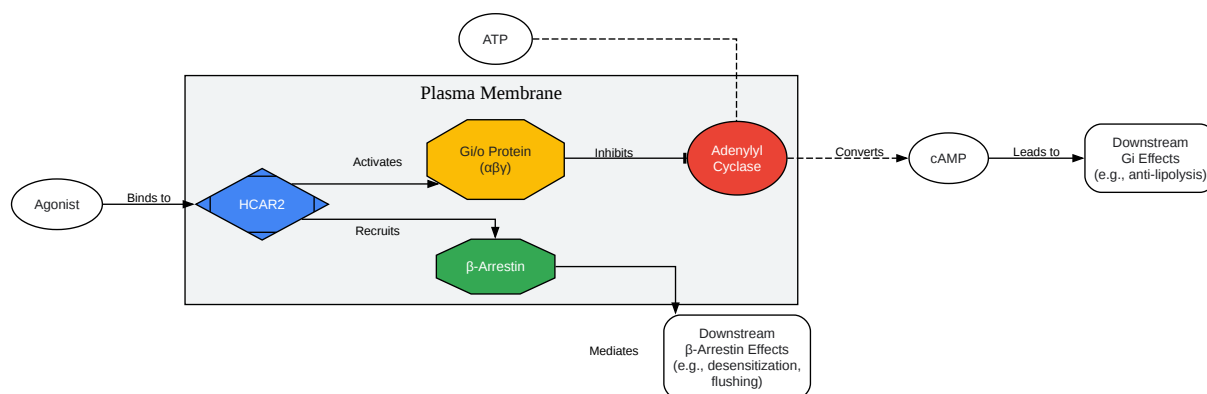 ATP
Plasma Membrane
Gi/o Protein
(αβγ)
Activates
Inhibits
Adenylyl
Cyclase
Converts
cAMP
Leads to
Downstream
Gi Effects
(e.g., anti-lipolysis)
Agonist
Binds to
HCAR2
Recruits
β-Arrestin
Mediates
Downstream
β-Arrestin Effects
(e.g., desensitization,
flushing)